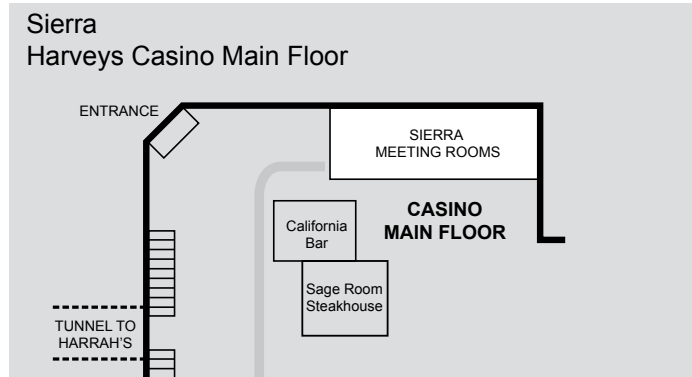 Sierra
Harveys Casino Main Floor
ENTRANCE
SIERRA
MEETING ROOMS
CASINO
MAIN FLOOR
California
Bar
Sage Room
Steakhouse
TUNNEL TO
HARRAH'S